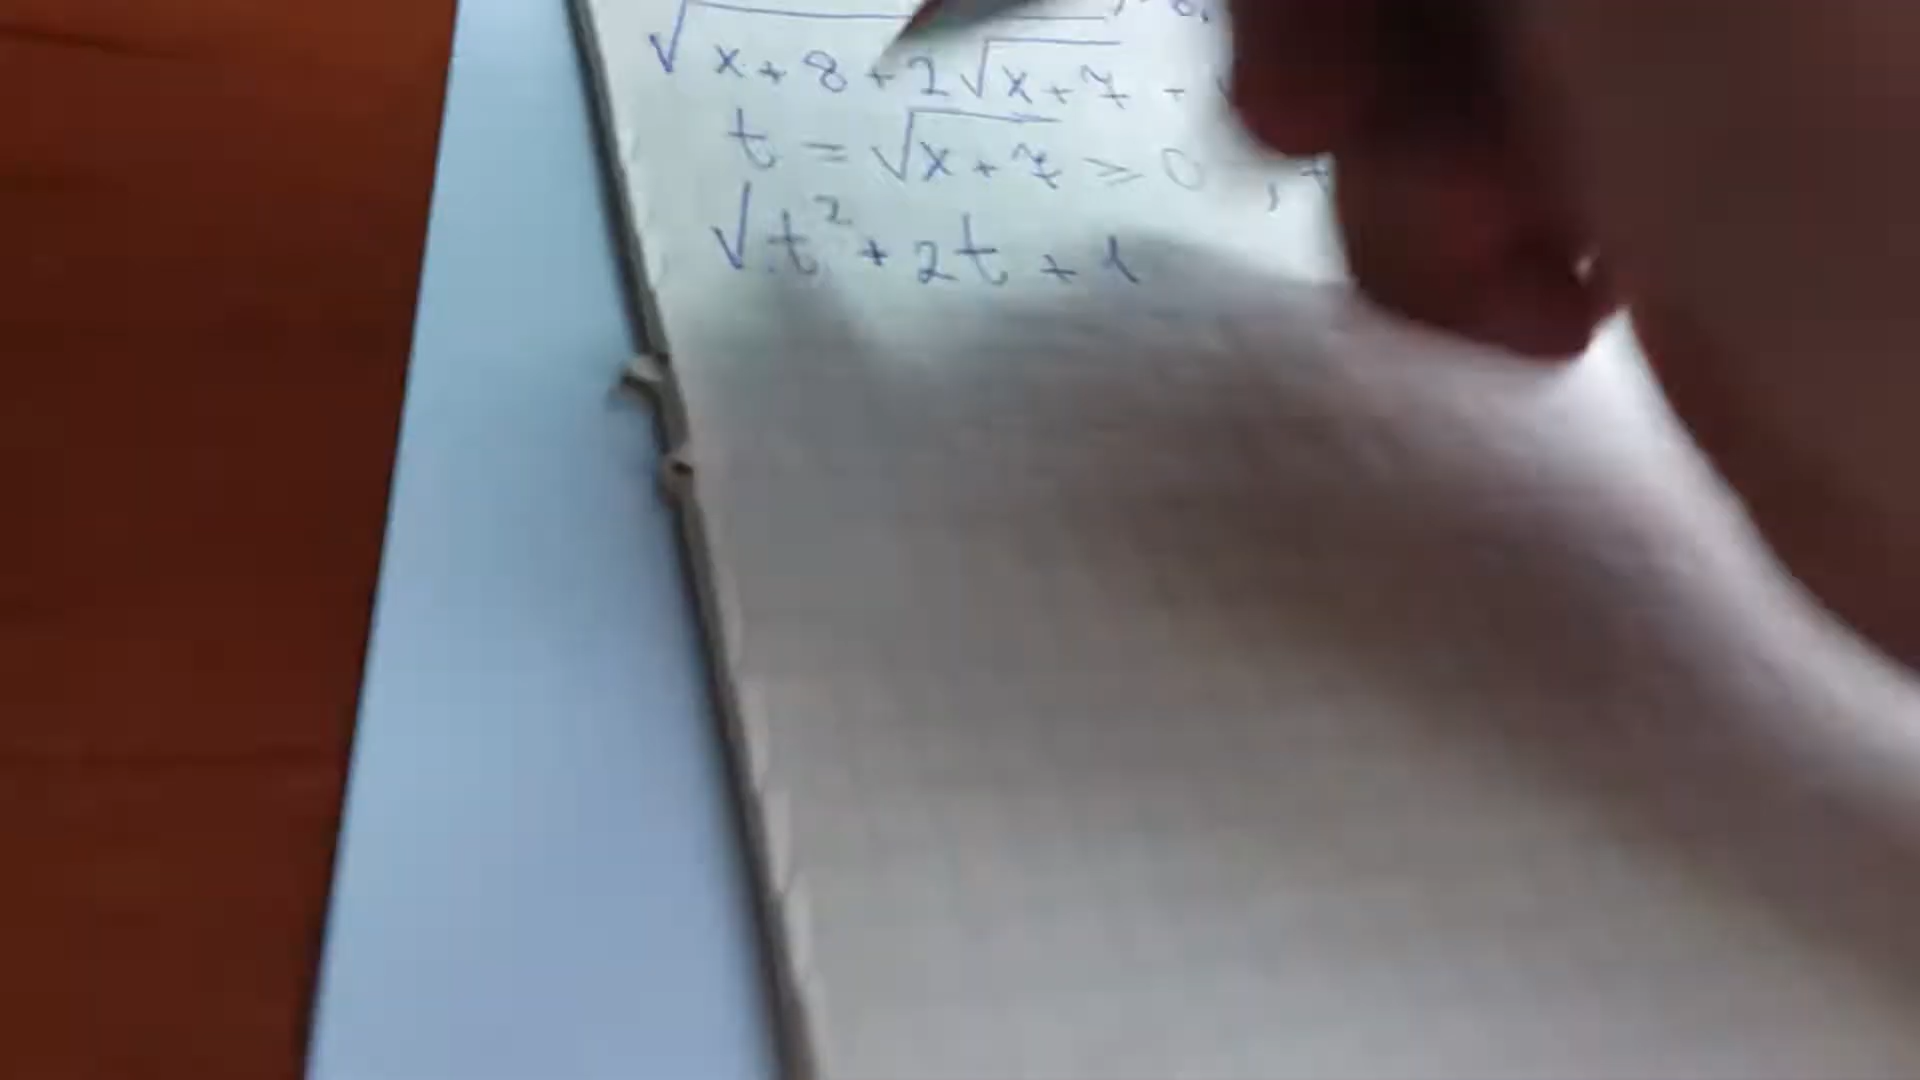 √(x+8+2√(x+7)) +
t = √(x+7) ≥ 0 ,
√t²+2t+1